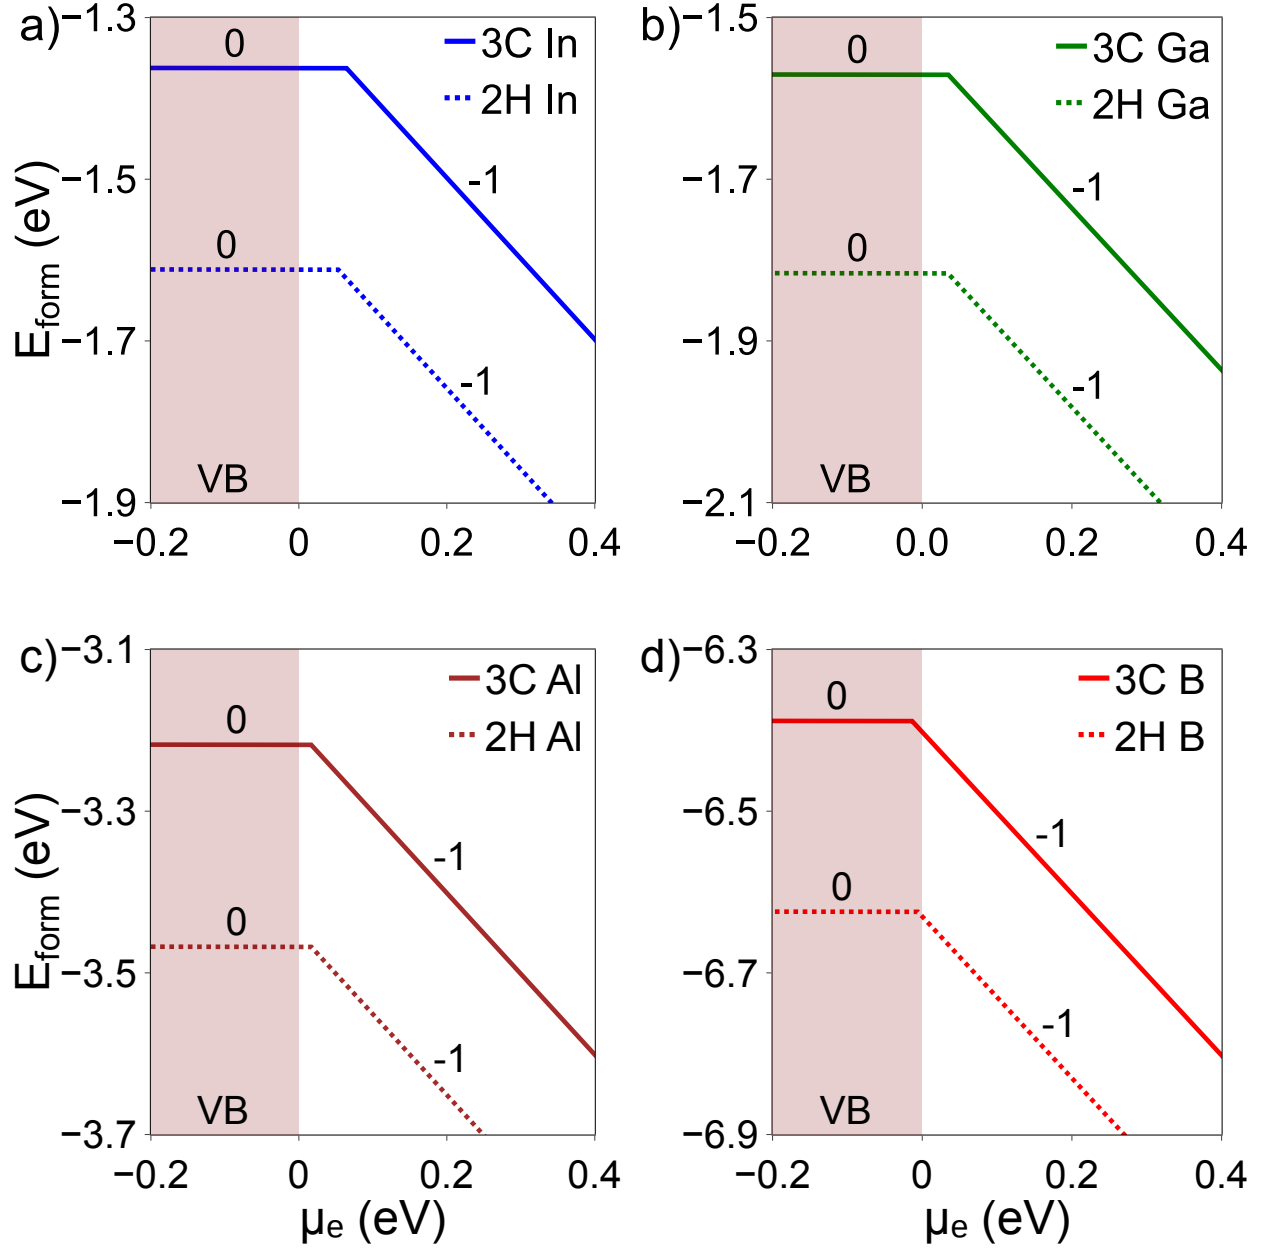 a)
−1.3
0
3C In
2H In
−1.5
-1
0
−1.7
-1
VB
−1.9
−0.2
0
0.2
0.4
E_form (eV)
b)
−1.5
0
3C Ga
2H Ga
−1.7
-1
0
−1.9
-1
VB
−2.1
−0.2
0.0
0.2
0.4
c)
−3.1
0
3C Al
2H Al
−3.3
-1
0
−3.5
-1
VB
−3.7
−0.2
0
0.2
0.4
E_form (eV)
μ_e (eV)
d)
−6.3
0
3C B
2H B
−6.5
-1
0
−6.7
-1
VB
−6.9
−0.2
0
0.2
0.4
μ_e (eV)